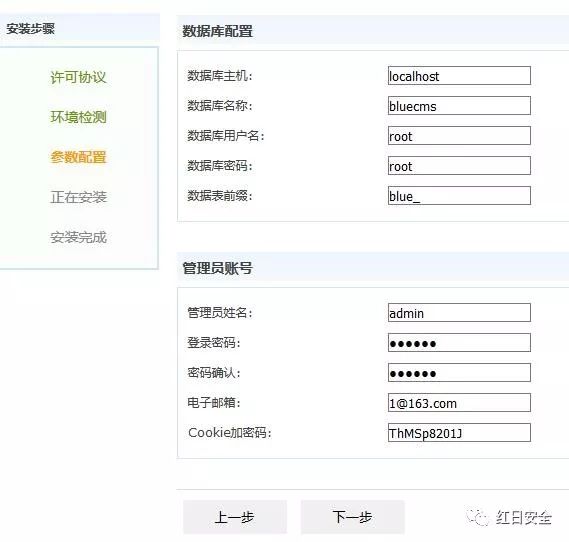 安装步骤
许可协议
环境检测
参数配置
正在安装
安装完成
数据库配置
数据库主机: localhost
数据库名称: bluecms
数据库用户名: root
数据库密码: root
数据表前缀: blue_
管理员账号
管理员姓名: admin
登录密码: ●●●●●●
密码确认: ●●●●●●
电子邮箱: 1@163.com
Cookie加密码: ThMSp8201J
上一步 下一步
红日安全